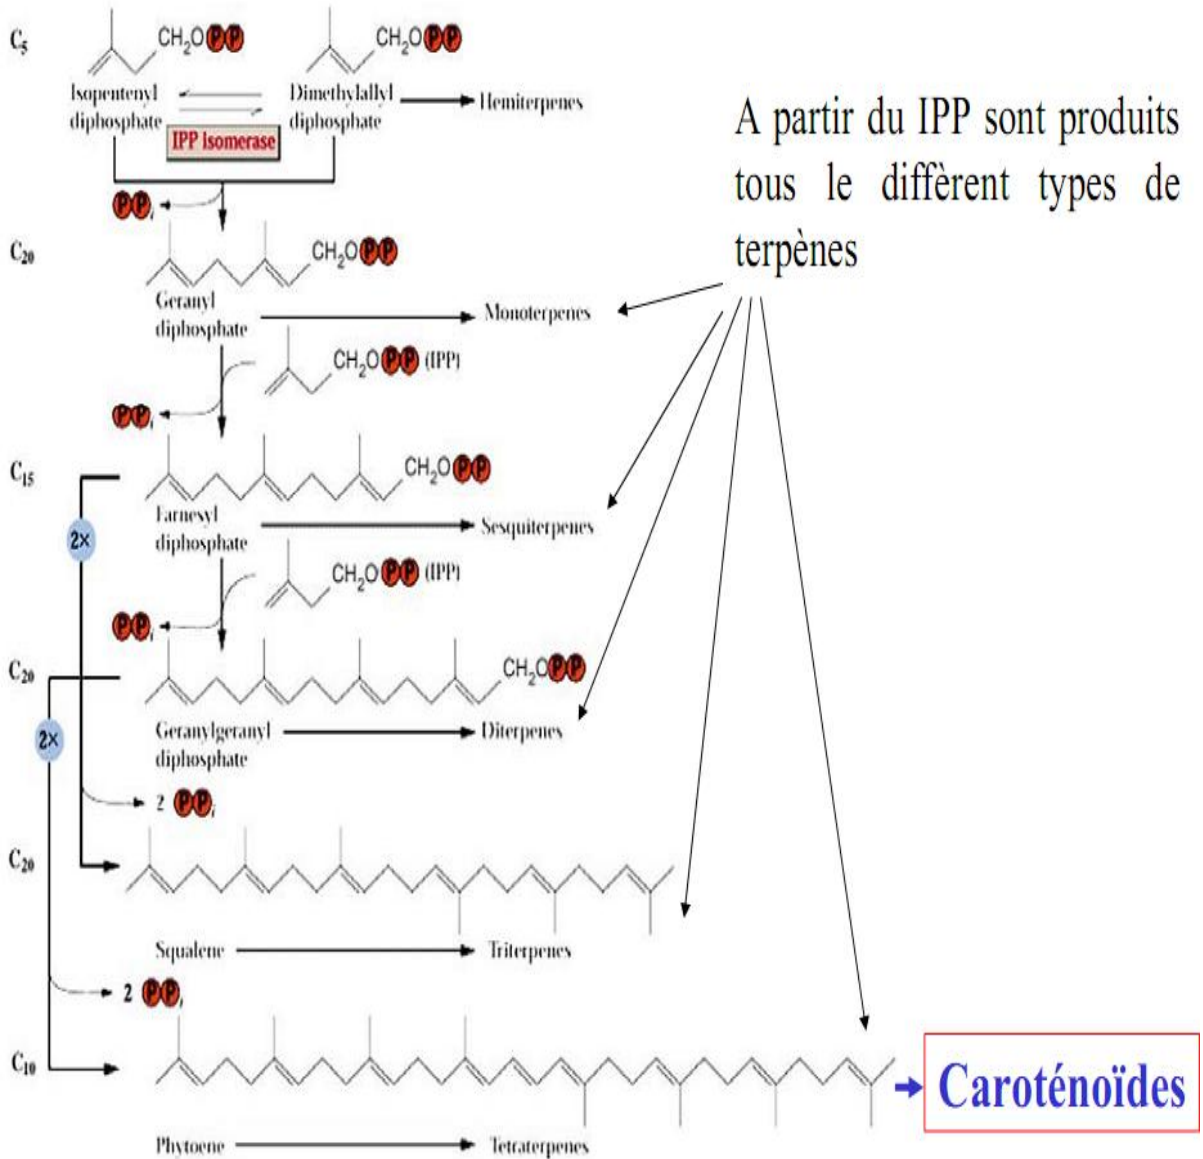 C5
CH2OPP
CH2OPP
Isopentenyl
diphosphate
Dimethylallyl
diphosphate
Hemiterpenes
IPP isomerase
A partir du IPP sont produits
tous le diffèrent types de
terpènes
PPi
C20
CH2OPP
Geranyl
diphosphate
Monoterpenes
CH2OPP (IPP)
PPi
C15
CH2OPP
Farnesyl
diphosphate
Sesquiterpenes
2×
CH2OPP (IPP)
PPi
C20
CH2OPP
Geranylgeranyl
diphosphate
Diterpenes
2×
2 PPi
C20
Squalene
Triterpenes
2 PPi
C10
Caroténoïdes
Phytoene
Tetraterpenes